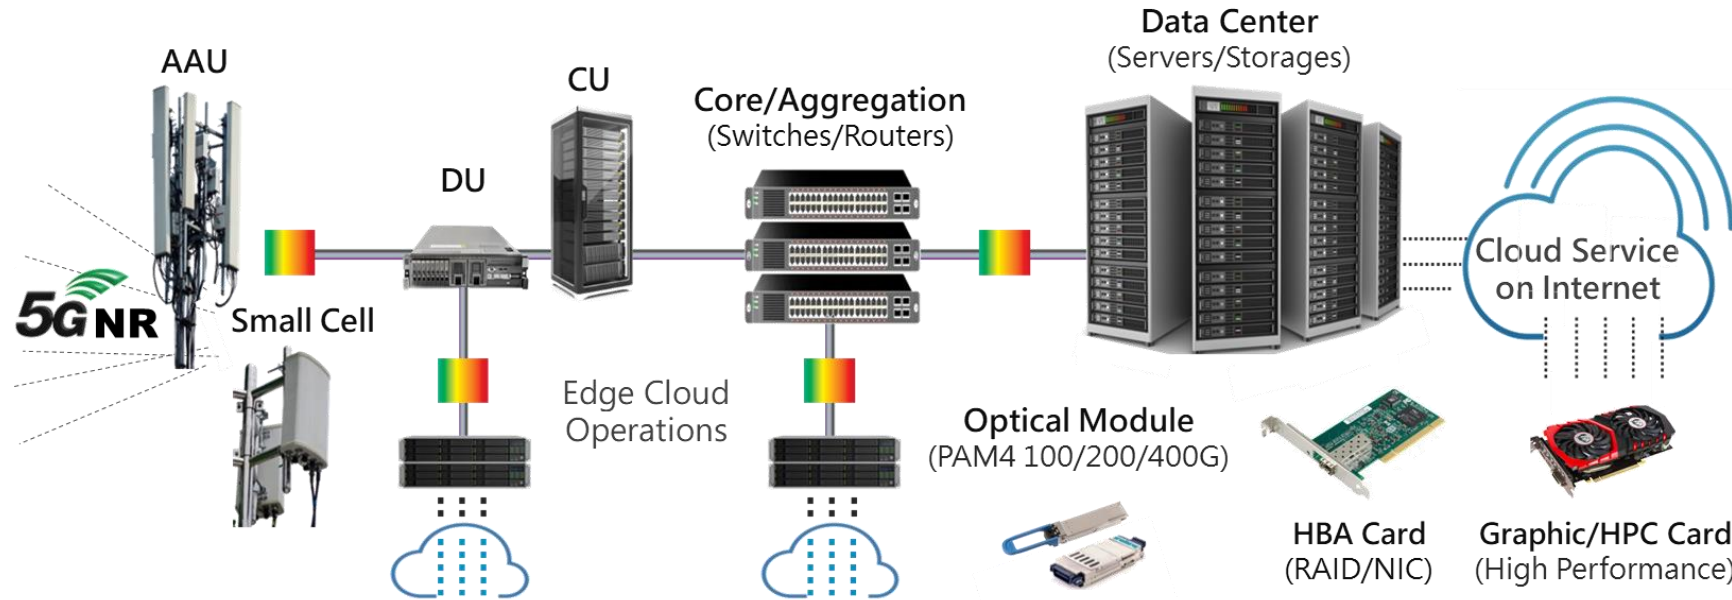 Data Center
(Servers/Storages)
AAU
CU
Core/Aggregation
(Switches/Routers)
DU
Cloud Service
on Internet
5G NR
Small Cell
Edge Cloud
Operations
Optical Module
(PAM4 100/200/400G)
HBA Card
(RAID/NIC)
Graphic/HPC Card
(High Performance)